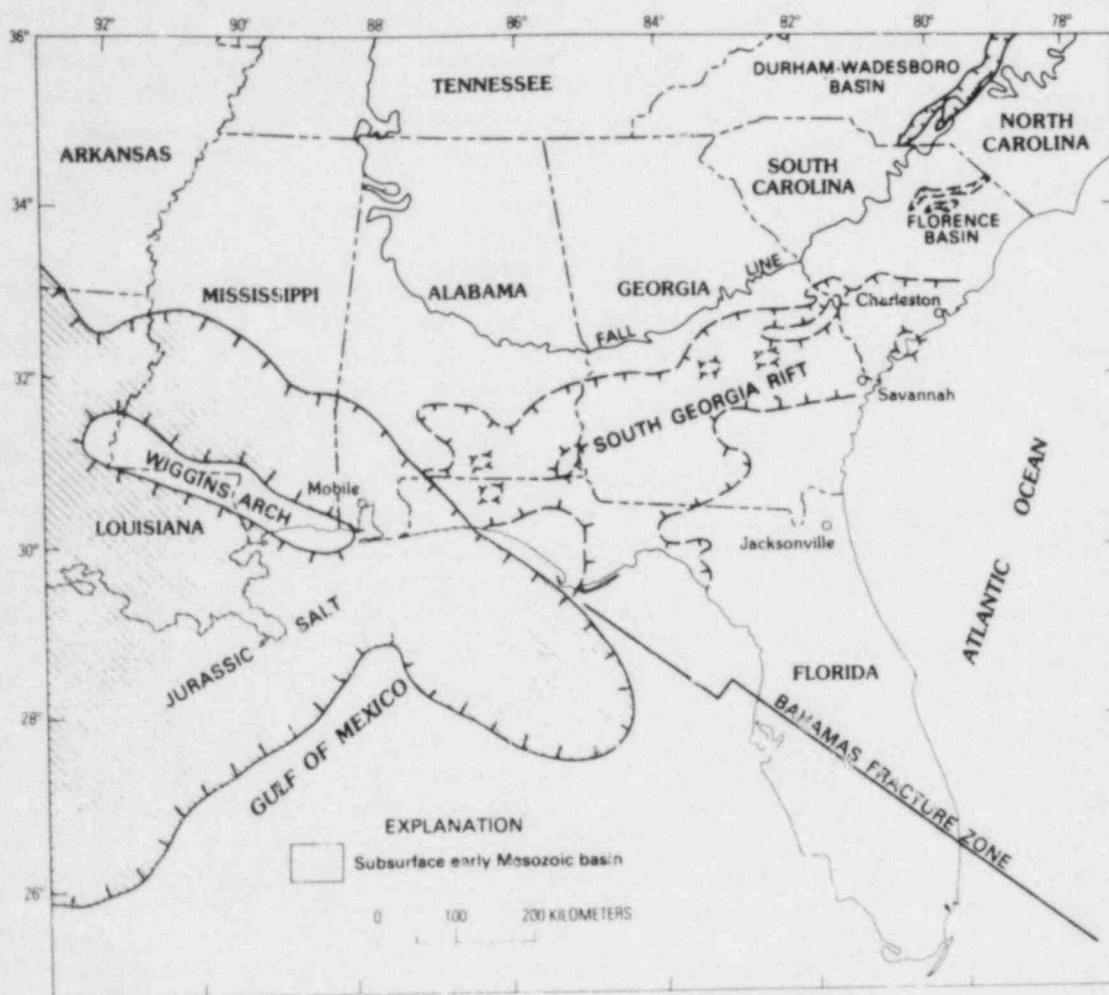 92° 90° 88° 86° 84° 82° 80° 78°
36°
TENNESSEE
DURHAM-WADESBORO
BASIN
NORTH
CAROLINA
ARKANSAS
SOUTH
CAROLINA
34°
FLORENCE
BASIN
MISSISSIPPI
ALABAMA
GEORGIA
FALL LINE
Charleston
32°
SOUTH GEORGIA RIFT
Savannah
WIGGINS ARCH
Mobile
LOUISIANA
30°
Jacksonville
ATLANTIC OCEAN
JURASSIC SALT
FLORIDA
28°
GULF OF MEXICO
BAHAMAS FRACTURE ZONE
EXPLANATION
Subsurface early Mesozoic basin
26°
0 100 200 KILOMETERS